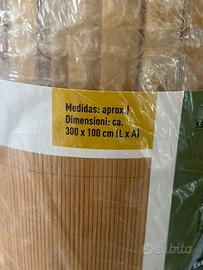 Medidas: aprox.|
Dimensioni: ca.
300 x 100 cm (L x A)
subito